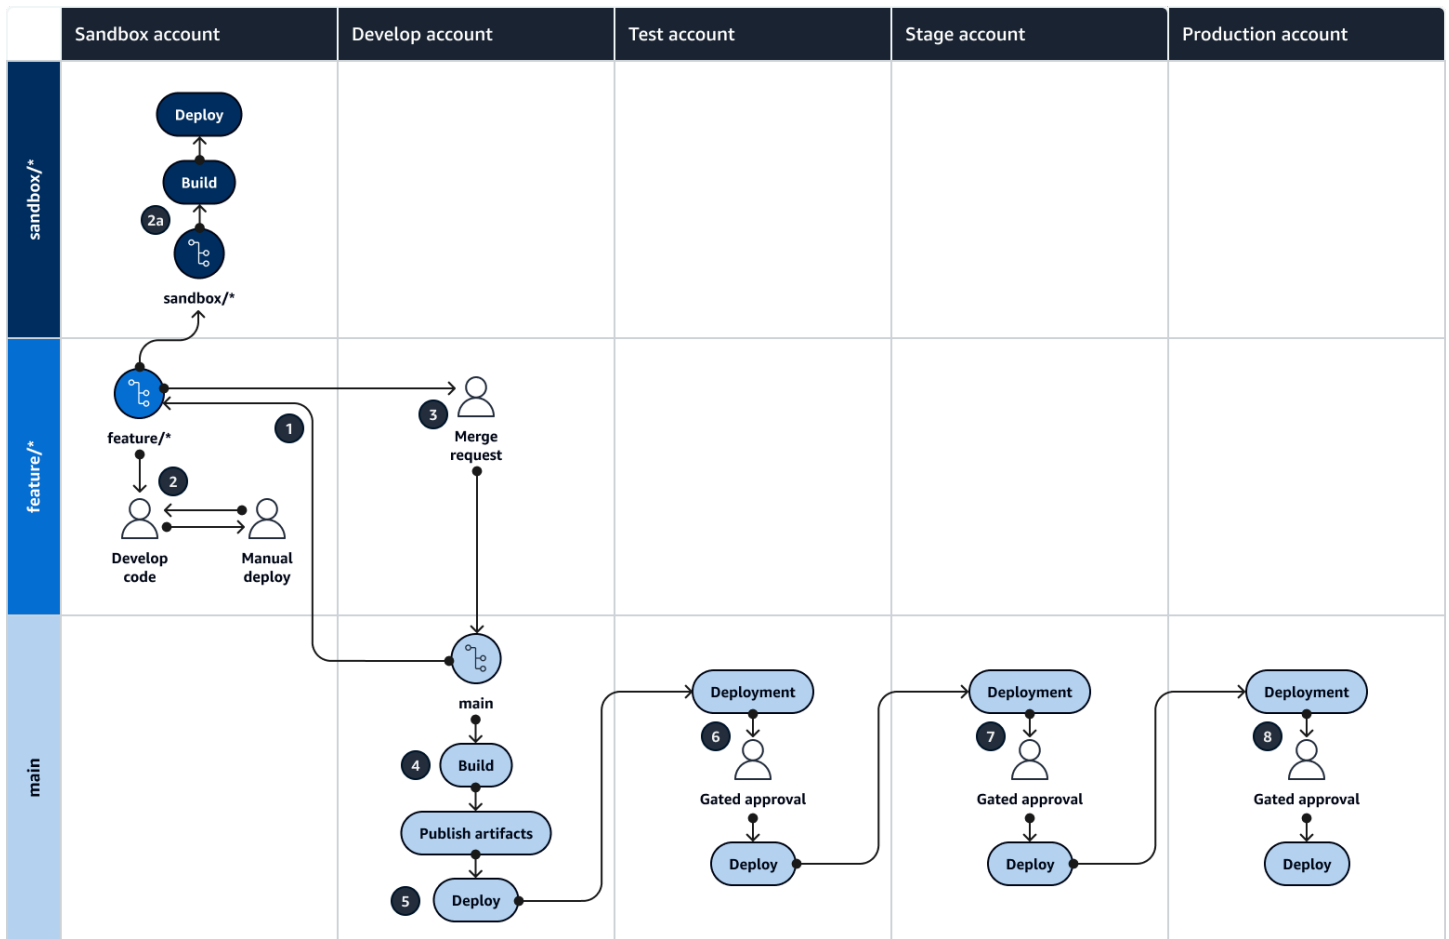 Sandbox account
Develop account
Test account
Stage account
Production account
sandbox/*
Deploy
Build
2a
sandbox/*
feature/*
feature/*
1
2
3
Merge
request
Develop
code
Manual
deploy
main
main
4
Build
Publish artifacts
5
Deploy
Deployment
6
Gated approval
Deploy
Deployment
7
Gated approval
Deploy
Deployment
8
Gated approval
Deploy